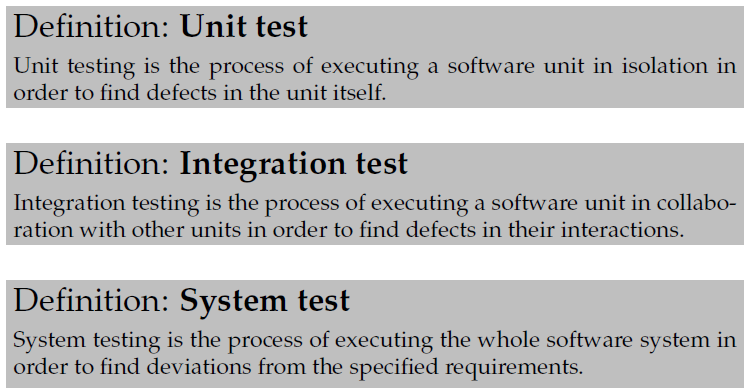 Definition: Unit test
Unit testing is the process of executing a software unit in isolation in
order to find defects in the unit itself.
Definition: Integration test
Integration testing is the process of executing a software unit in collabo-
ration with other units in order to find defects in their interactions.
Definition: System test
System testing is the process of executing the whole software system in
order to find deviations from the specified requirements.